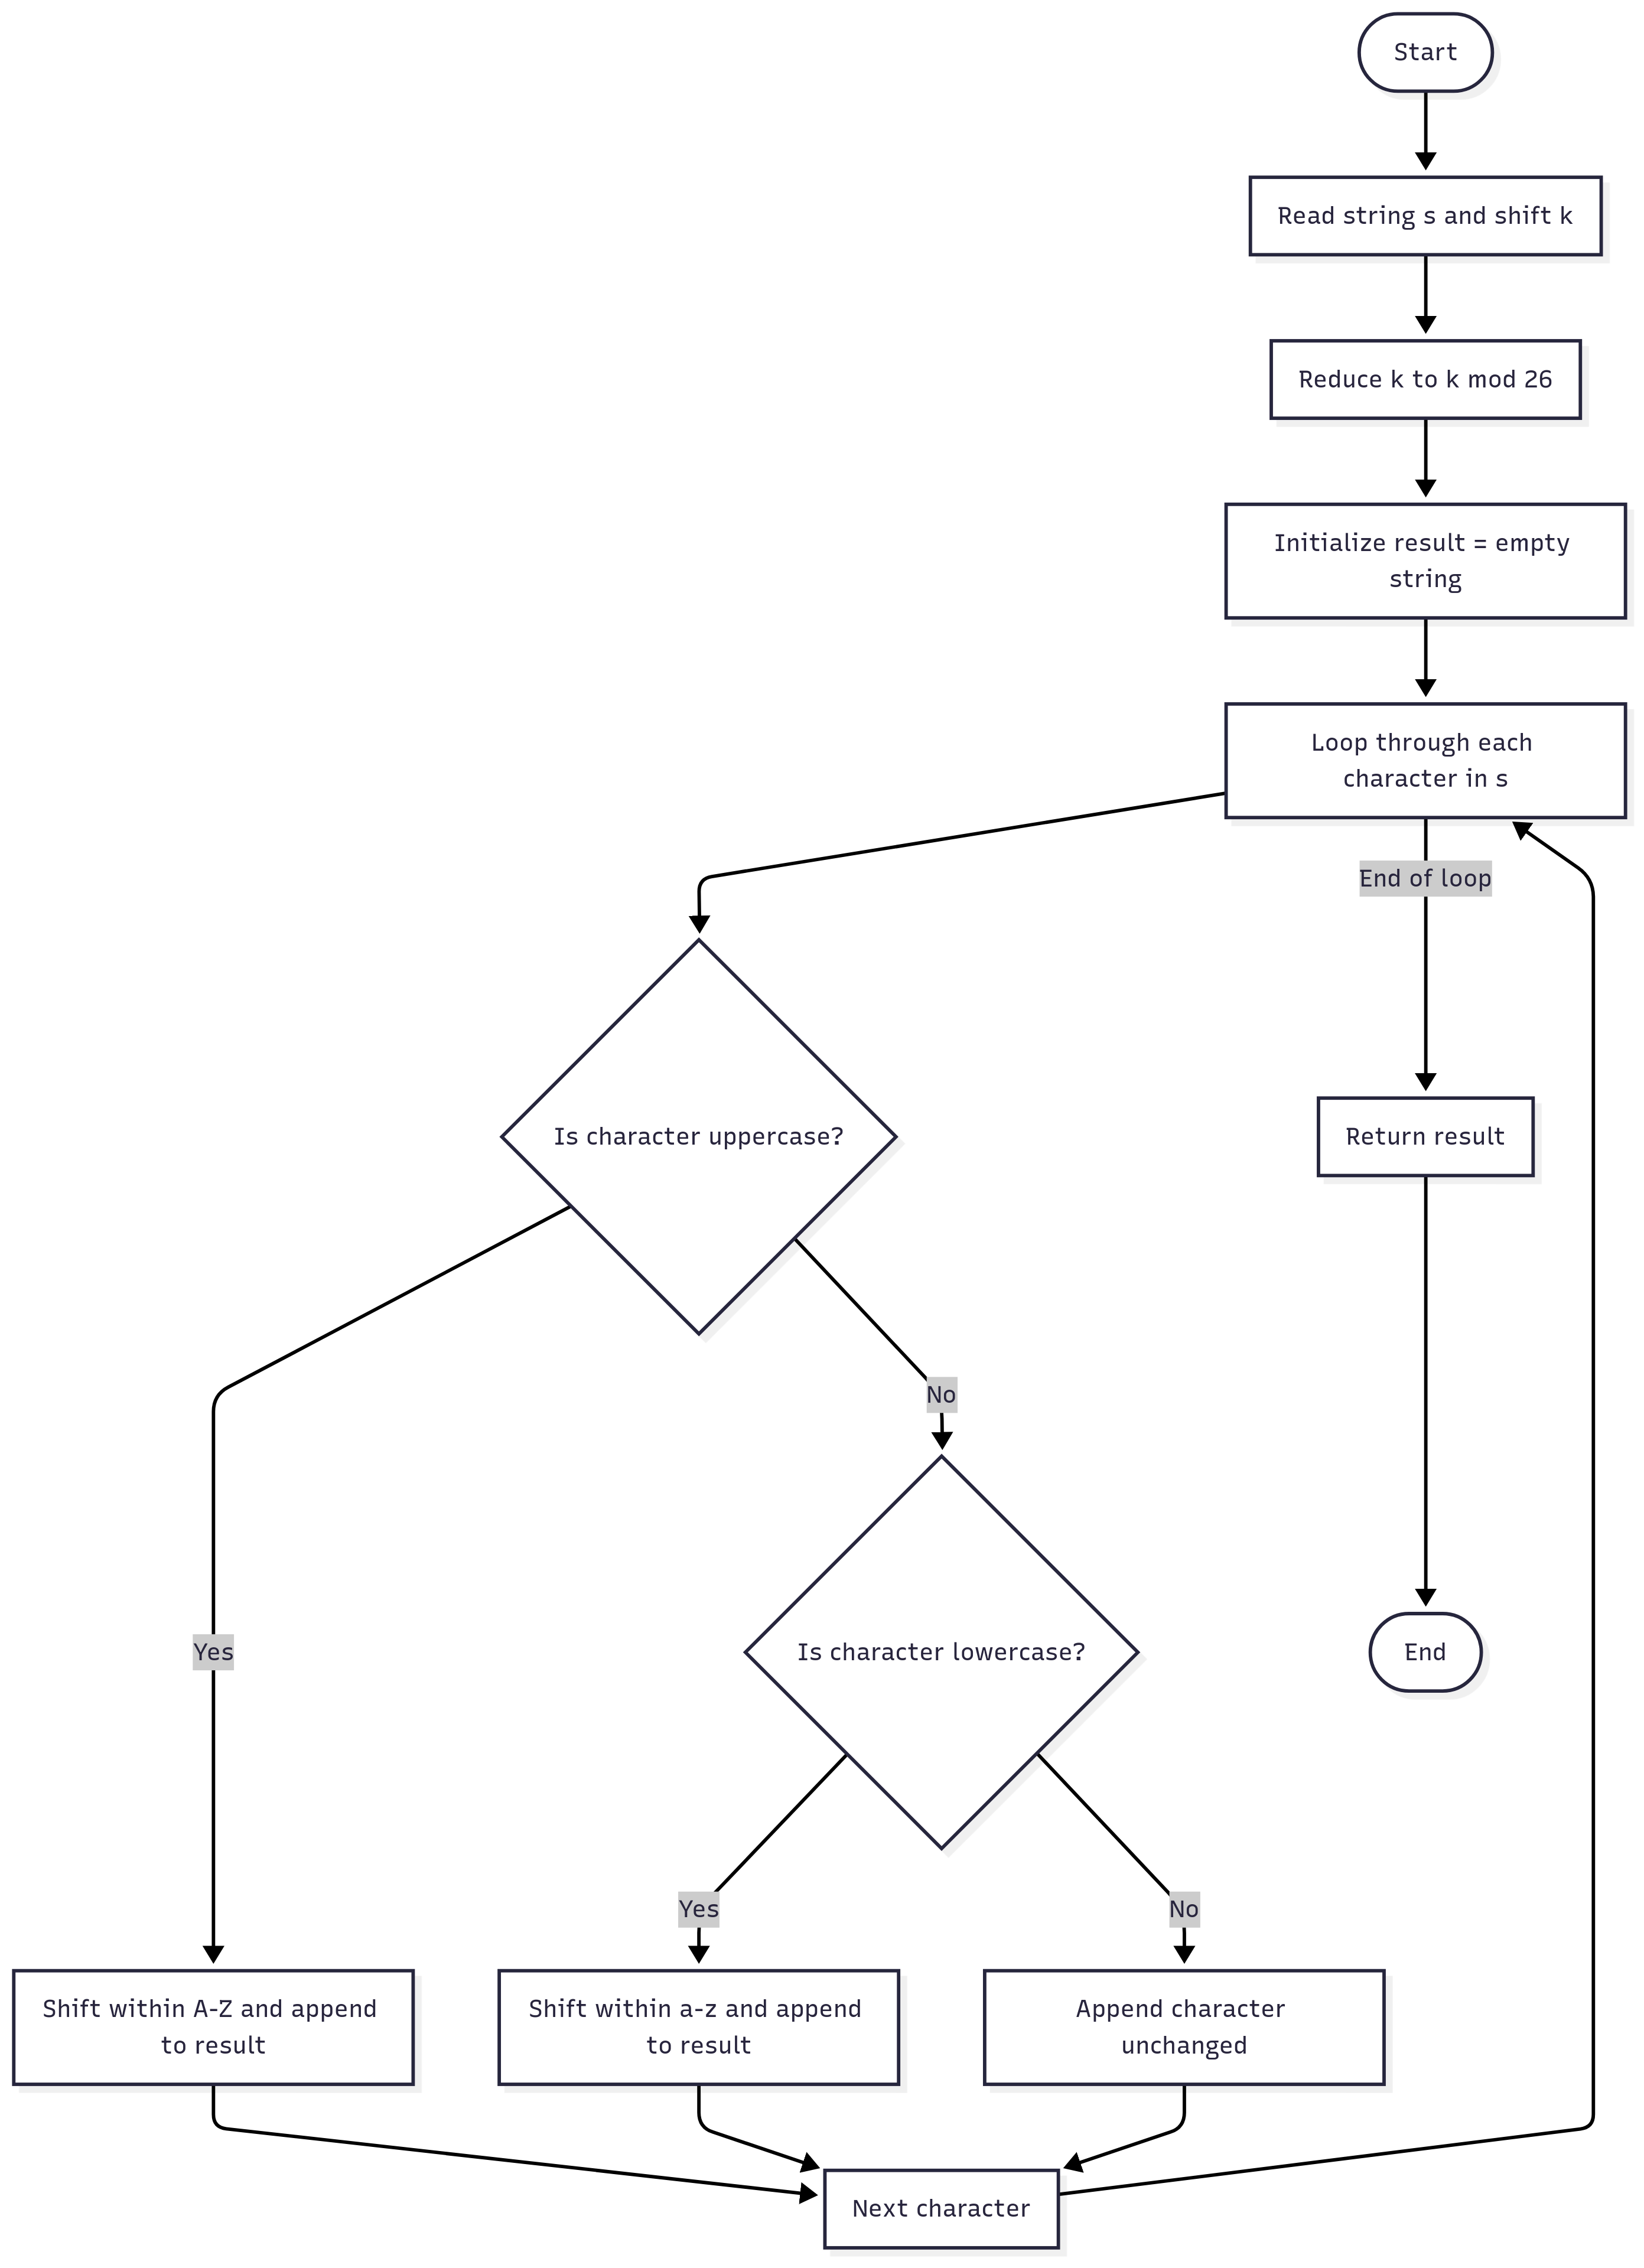 Start
Read string s and shift k
Reduce k to k mod 26
Initialize result = empty
string
Loop through each
character in s
End of loop
Is character uppercase?
Return result
No
Yes
Is character lowercase?
End
Yes
No
Shift within A-Z and append
to result
Shift within a-z and append
to result
Append character
unchanged
Next character